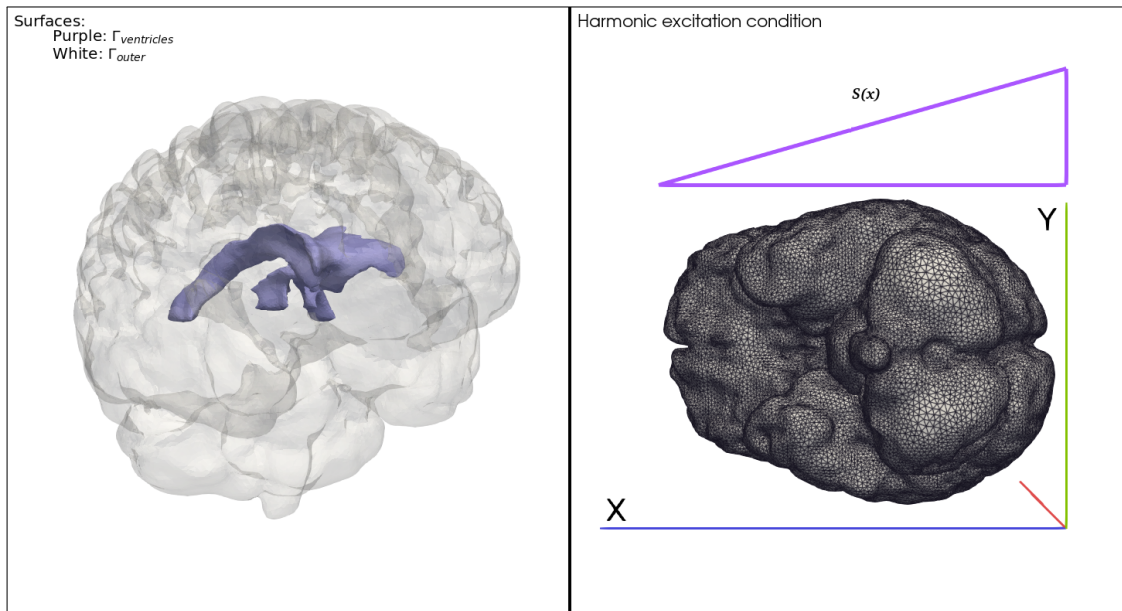 Surfaces:
Purple: Γventricles
White: Γouter
Harmonic excitation condition
S(x)
Y
X